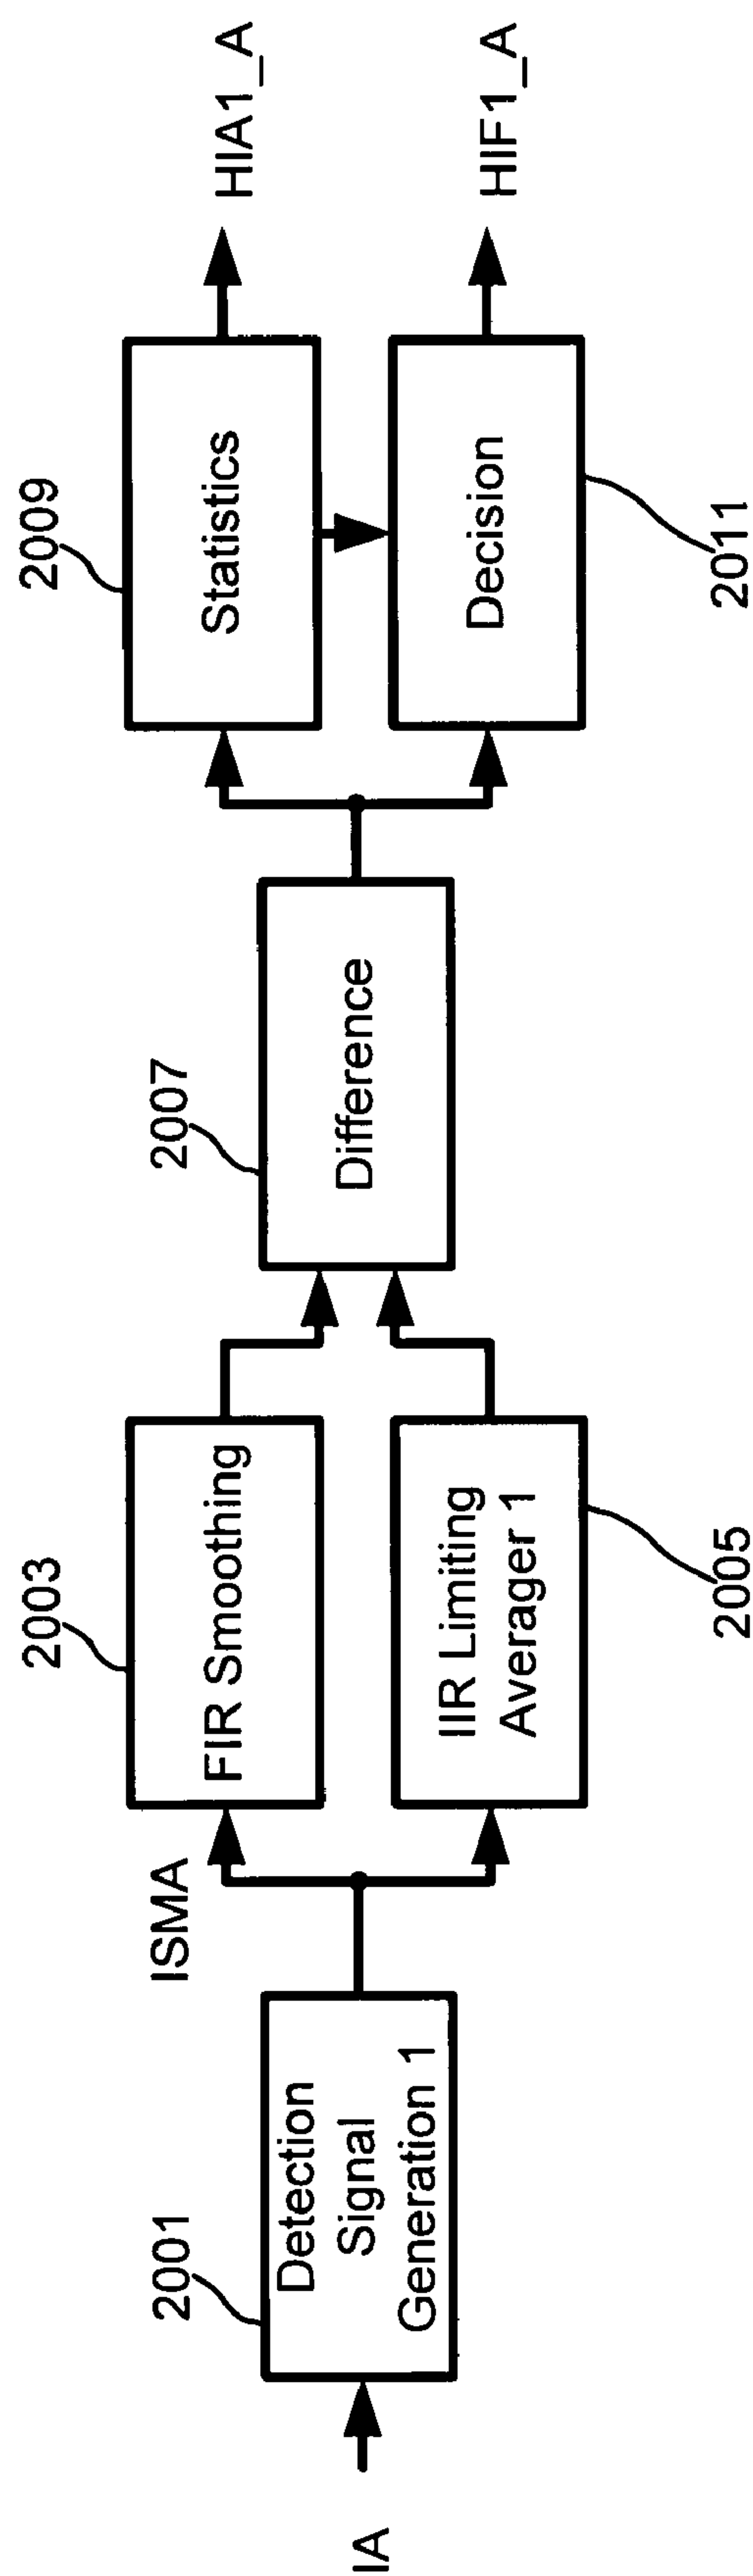 IA
2001
Detection
Signal
Generation 1
ISMA
2003
FIR Smoothing
IIR Limiting
Averager 1
2005
2007
Difference
2009
Statistics
Decision
2011
HIA1_A
HIF1_A